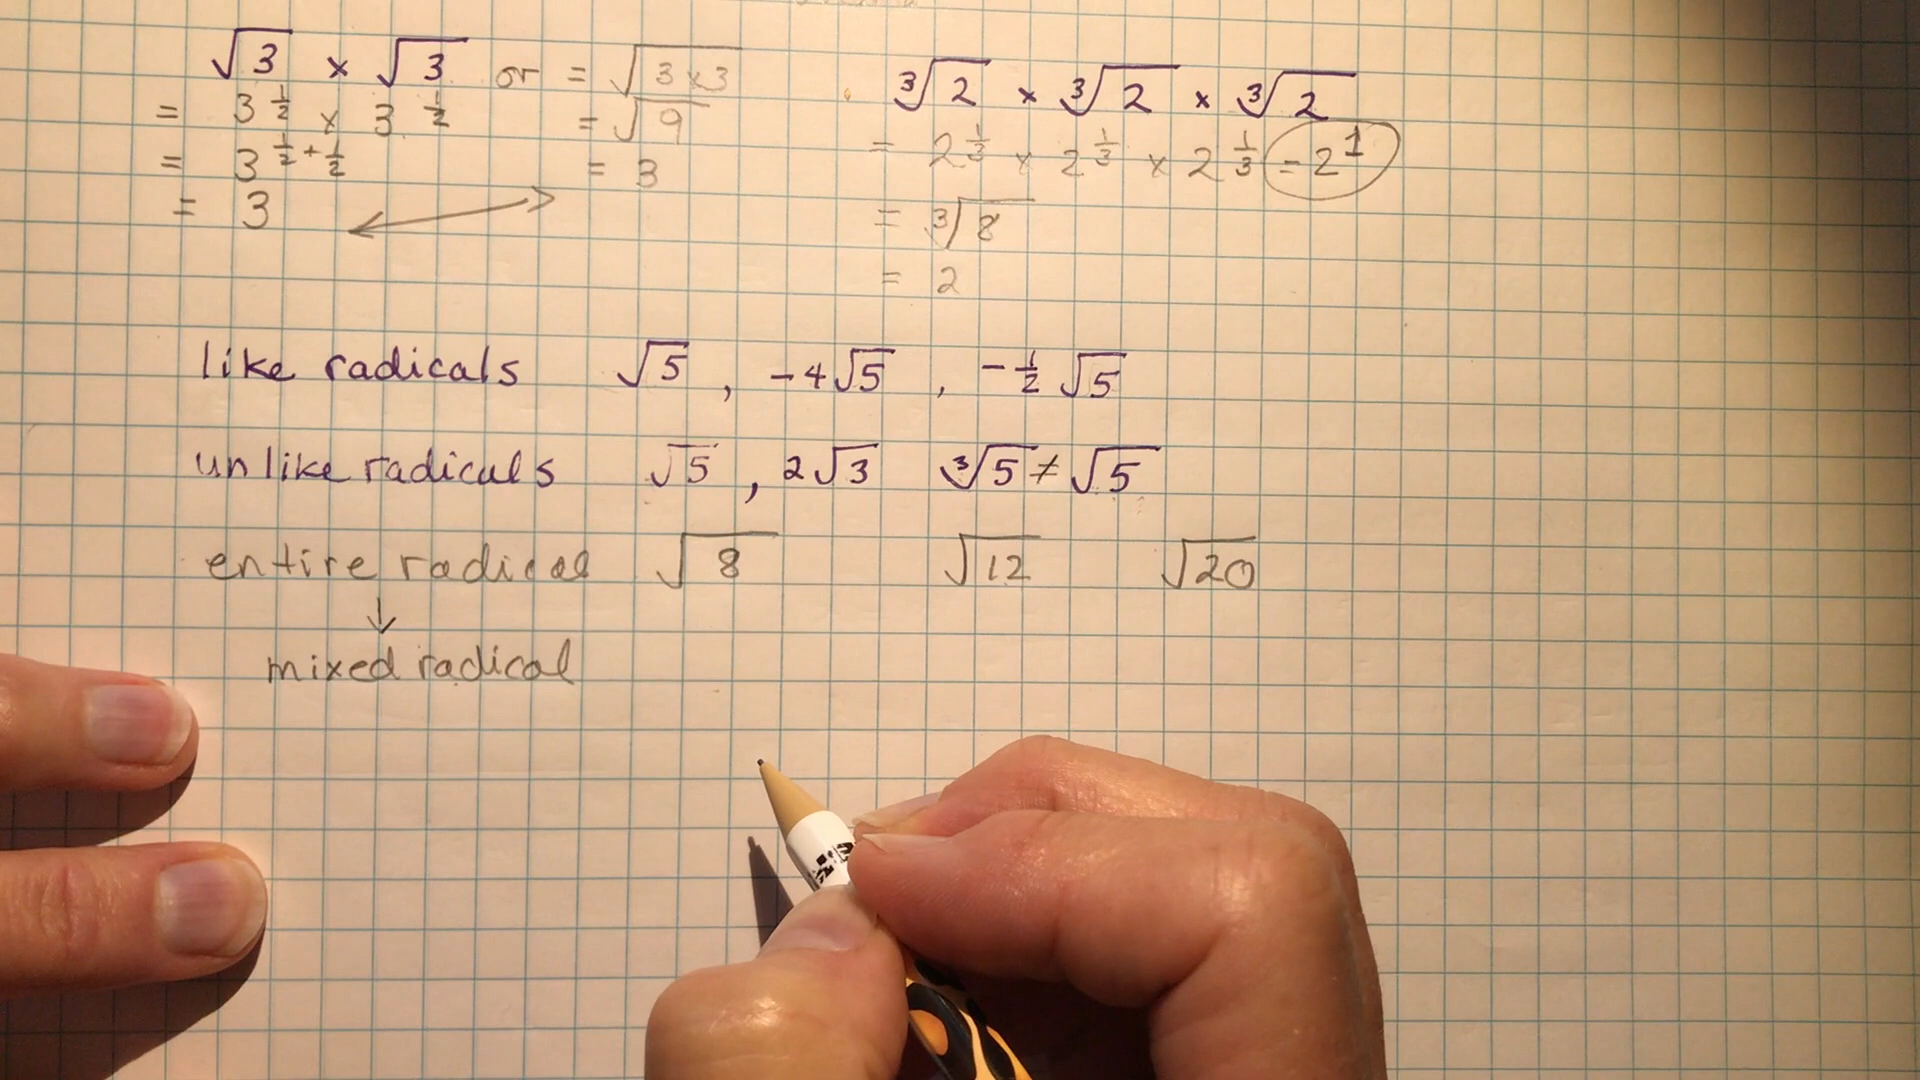 √3 × √3 or = √3×3
= 3^½ × 3^½ = √9
= 3^½+½ = 3
= 3
∛2 × ∛2 × ∛2
= 2^⅓ × 2^⅓ × 2^⅓ = 2^1
= ∛8
= 2
like radicals √5 , -4√5 , -½ √5
unlike radicals √5 , 2√3 ∛5 ≠ √5
entire radical √8 √12 √20
↓
mixed radical